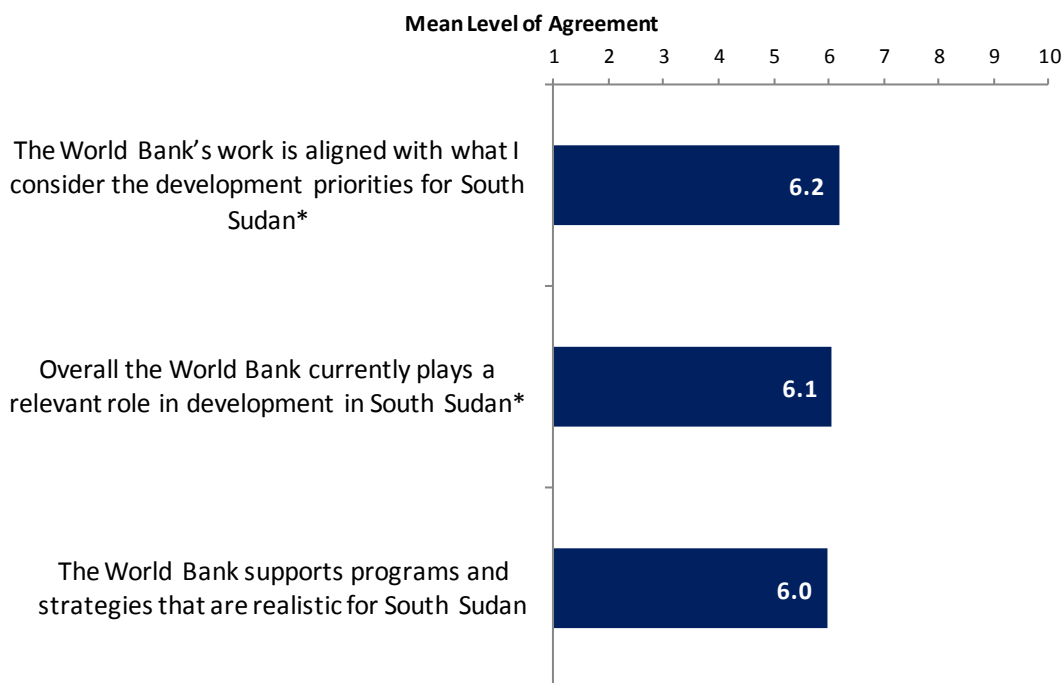 Mean Level of Agreement
1 2 3 4 5 6 7 8 9 10
The World Bank’s work is aligned with what I
consider the development priorities for South
Sudan*
6.2
Overall the World Bank currently plays a
relevant role in development in South Sudan*
6.1
The World Bank supports programs and
strategies that are realistic for South Sudan
6.0